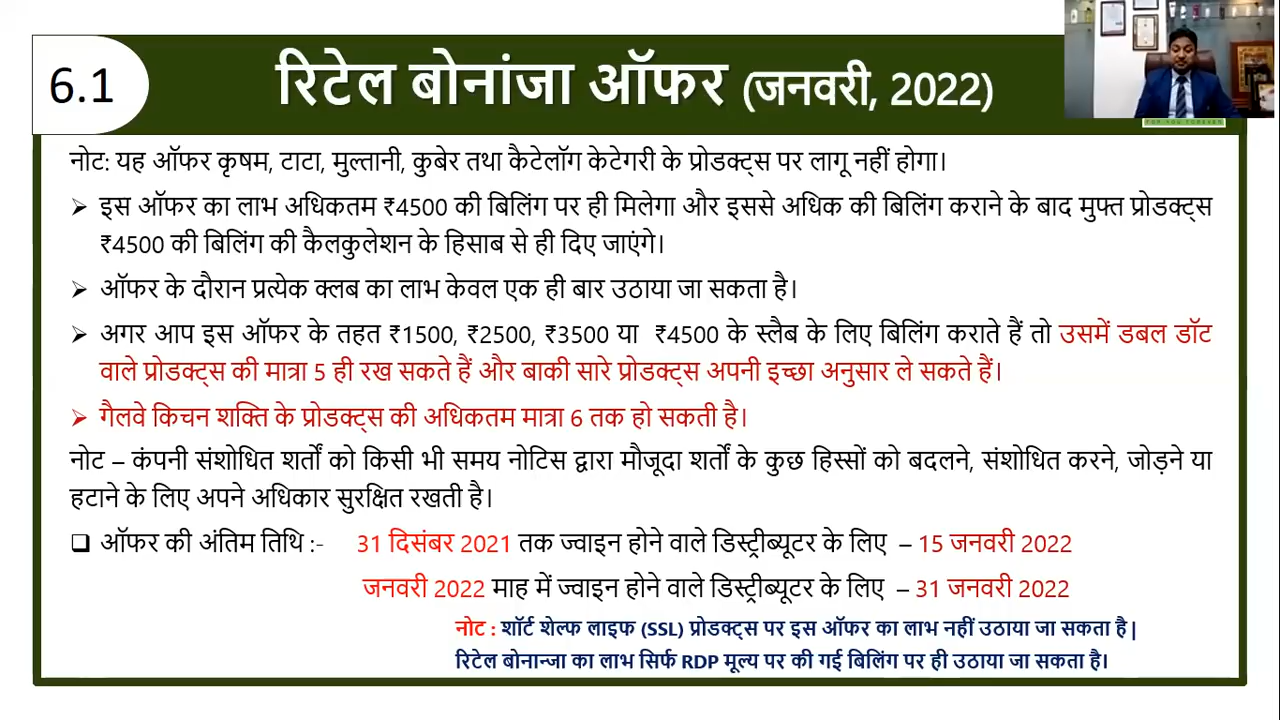 6.1
रिटेल बोनांजा ऑफर (जनवरी, 2022)
FOR YOU FOREVER
नोट: यह ऑफर कृषम, टाटा, मुल्तानी, कुबेर तथा कैटेलॉग केटेगरी के प्रोडक्ट्स पर लागू नहीं होगा।
➤ इस ऑफर का लाभ अधिकतम ₹4500 की बिलिंग पर ही मिलेगा और इससे अधिक की बिलिंग कराने के बाद मुफ्त प्रोडक्ट्स
₹4500 की बिलिंग की कैलकुलेशन के हिसाब से ही दिए जाएंगे।
➤ ऑफर के दौरान प्रत्येक क्लब का लाभ केवल एक ही बार उठाया जा सकता है।
➤ अगर आप इस ऑफर के तहत ₹1500, ₹2500, ₹3500 या ₹4500 के स्लैब के लिए बिलिंग कराते हैं तो उसमें डबल डॉट
वाले प्रोडक्ट्स की मात्रा 5 ही रख सकते हैं और बाकी सारे प्रोडक्ट्स अपनी इच्छा अनुसार ले सकते हैं।
➤ गैलवे किचन शक्ति के प्रोडक्ट्स की अधिकतम मात्रा 6 तक हो सकती है।
नोट – कंपनी संशोधित शर्तों को किसी भी समय नोटिस द्वारा मौजूदा शर्तों के कुछ हिस्सों को बदलने, संशोधित करने, जोड़ने या
हटाने के लिए अपने अधिकार सुरक्षित रखती है।
❑ ऑफर की अंतिम तिथि :- 31 दिसंबर 2021 तक ज्वाइन होने वाले डिस्ट्रीब्यूटर के लिए – 15 जनवरी 2022
जनवरी 2022 माह में ज्वाइन होने वाले डिस्ट्रीब्यूटर के लिए – 31 जनवरी 2022
नोट : शॉर्ट शेल्फ लाइफ (SSL) प्रोडक्ट्स पर इस ऑफर का लाभ नहीं उठाया जा सकता है|
रिटेल बोनान्जा का लाभ सिर्फ RDP मूल्य पर की गई बिलिंग पर ही उठाया जा सकता है।